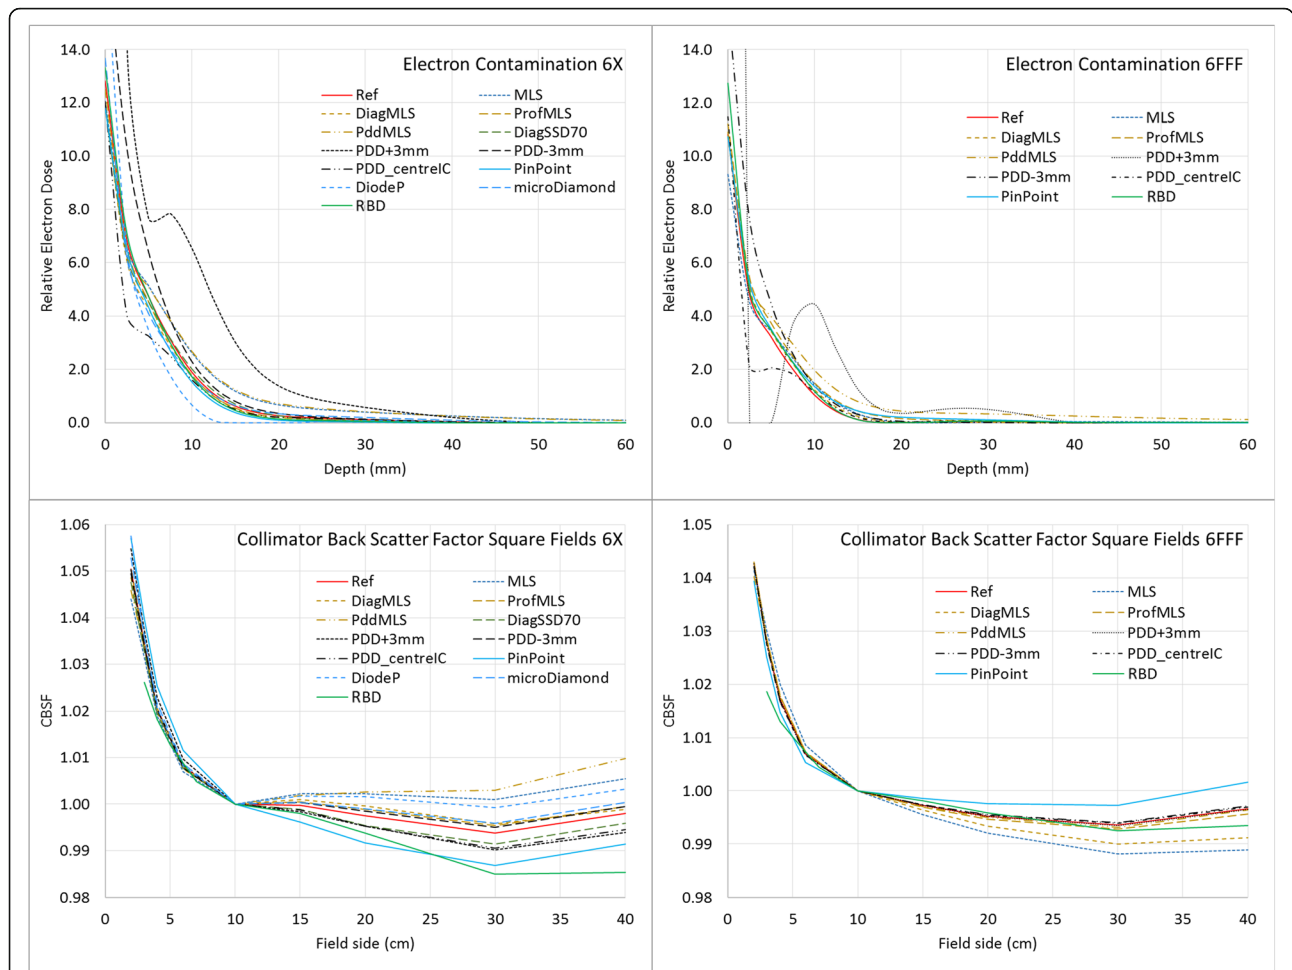 Electron Contamination 6X
14.0
12.0
10.0
8.0
6.0
4.0
2.0
0.0
Relative Electron Dose
Ref MLS
DiagMLS ProfMLS
PddMLS DiagSSD70
PDD+3mm PDD-3mm
PDD_centreIC PinPoint
DiodeP microDiamond
RBD
0 10 20 30 40 50 60
Depth (mm)
Electron Contamination 6FFF
14.0
12.0
10.0
8.0
6.0
4.0
2.0
0.0
Relative Electron Dose
Ref MLS
DiagMLS ProfMLS
PddMLS PDD+3mm
PDD-3mm PDD_centreIC
PinPoint RBD
0 10 20 30 40 50 60
Depth (mm)
Collimator Back Scatter Factor Square Fields 6X
1.06
1.05
1.04
1.03
1.02
1.01
1.00
0.99
0.98
CBSF
Ref MLS
DiagMLS ProfMLS
PddMLS DiagSSD70
PDD+3mm PDD-3mm
PDD_centreIC PinPoint
DiodeP microDiamond
RBD
0 5 10 15 20 25 30 35 40
Field side (cm)
Collimator Back Scatter Factor Square Fields 6FFF
1.05
1.04
1.03
1.02
1.01
1.00
0.99
0.98
CBSF
Ref MLS
DiagMLS ProfMLS
PddMLS PDD+3mm
PDD-3mm PDD_centreIC
PinPoint RBD
0 5 10 15 20 25 30 35 40
Field side (cm)